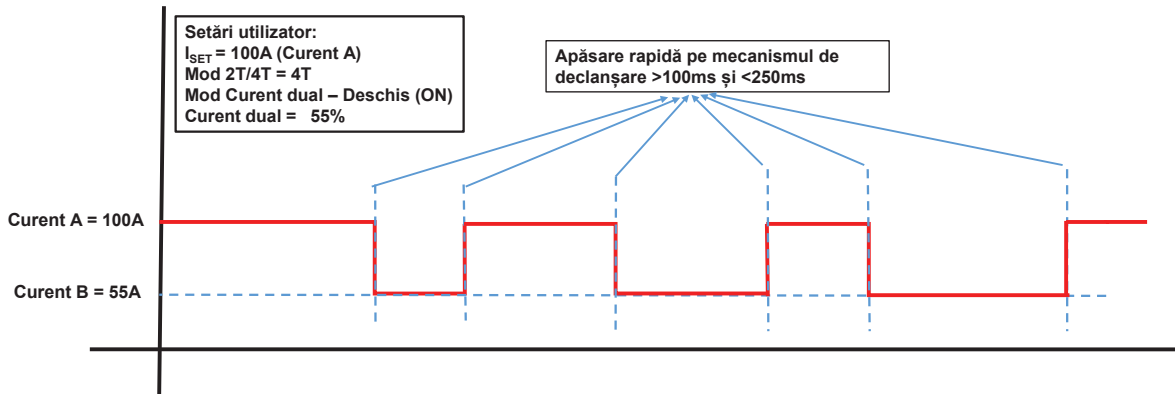 Setări utilizator:
I_SET = 100A (Curent A)
Mod 2T/4T = 4T
Mod Curent dual – Deschis (ON)
Curent dual = 55%
Apăsare rapidă pe mecanismul de
declanșare >100ms și <250ms
Curent A = 100A
Curent B = 55A